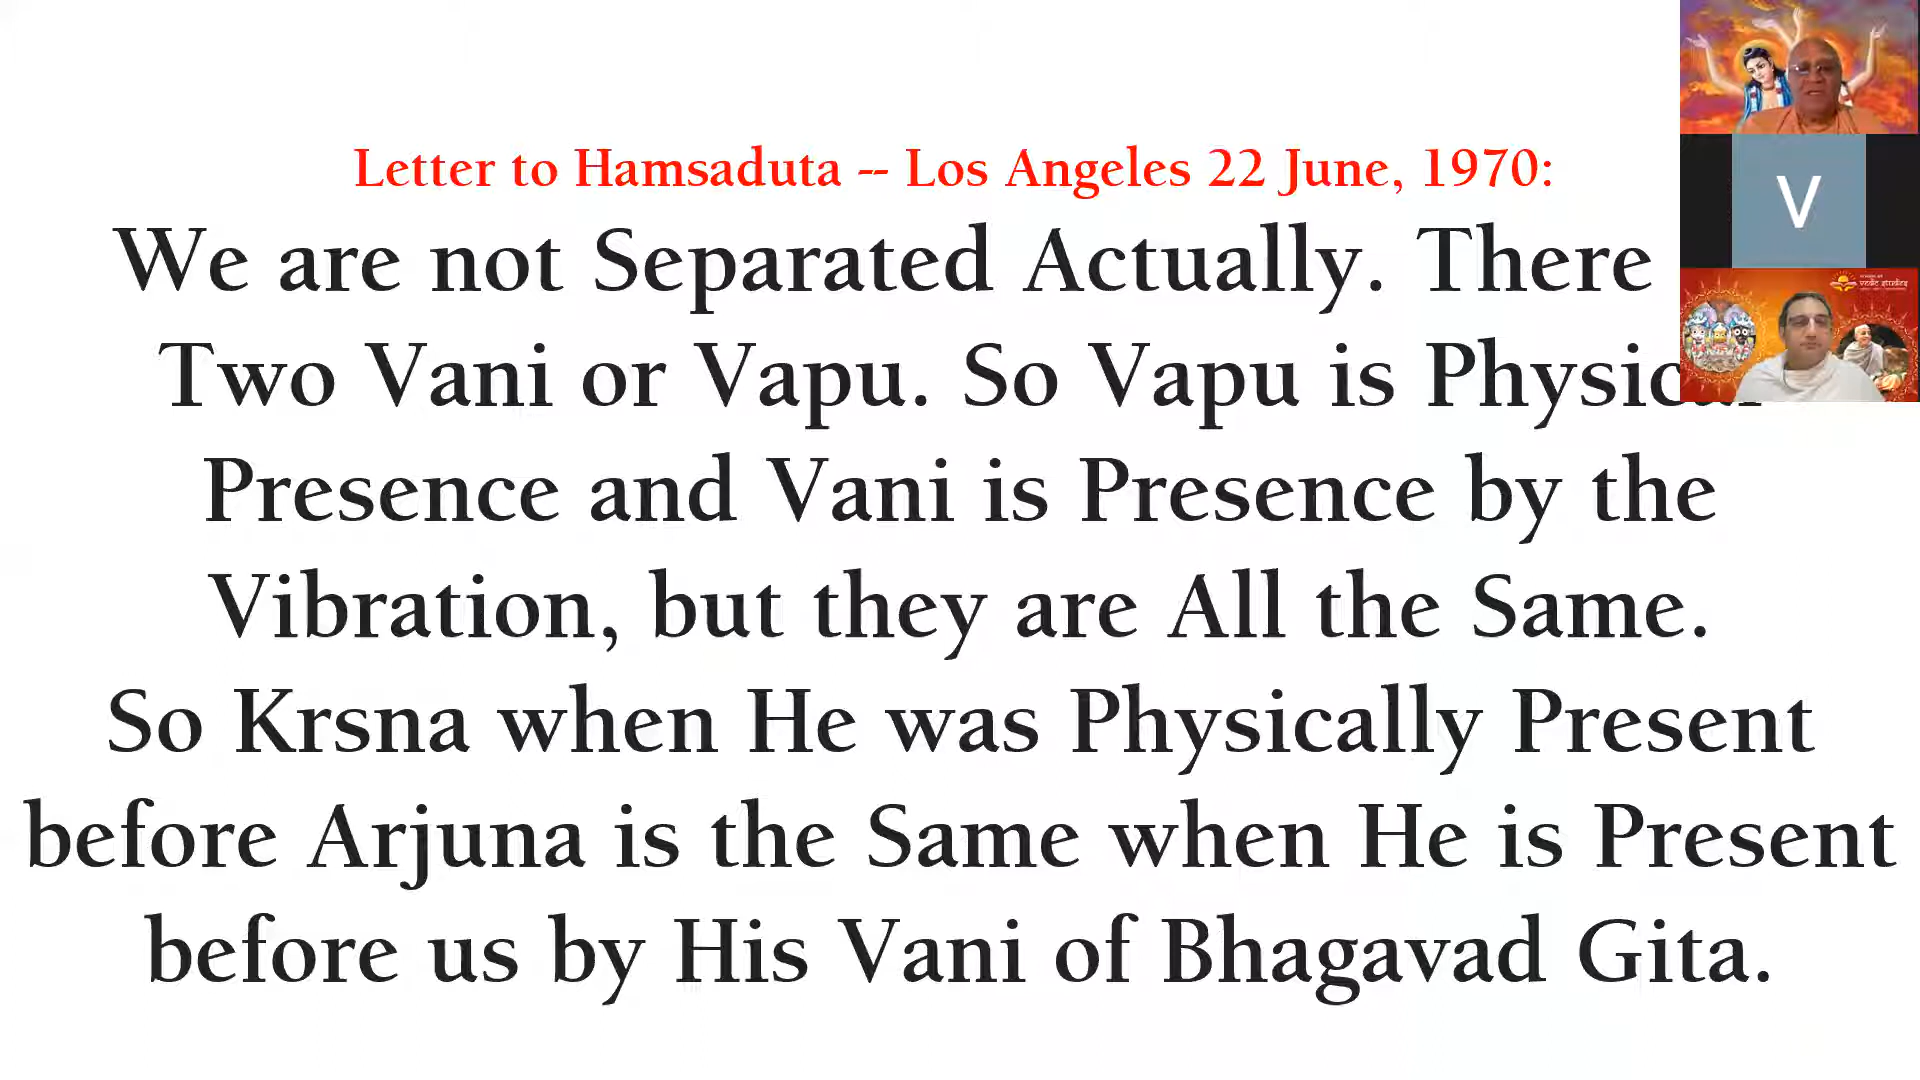 Letter to Hamsaduta -- Los Angeles 22 June, 1970:
We are not Separated Actually. There
Two Vani or Vapu. So Vapu is Physical
Presence and Vani is Presence by the
Vibration, but they are All the Same.
So Krsna when He was Physically Present
before Arjuna is the Same when He is Present
before us by His Vani of Bhagavad Gita.
V
vedic studies